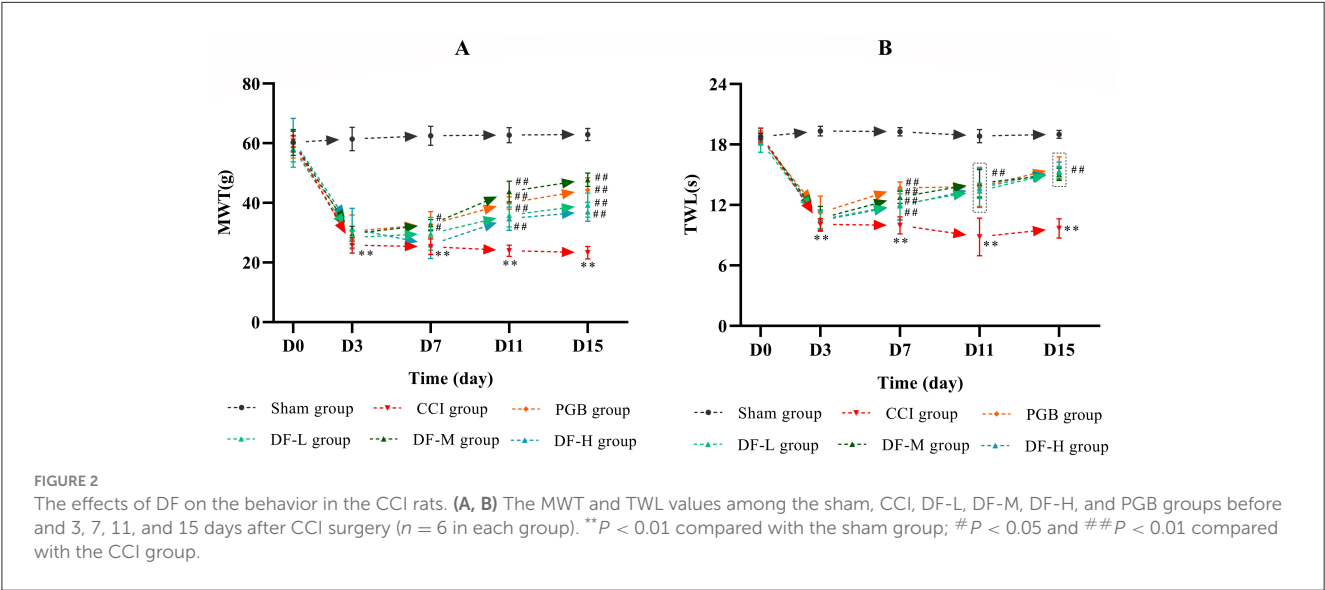 A
MWT(g)
80
60
40
20
0
##
##
##
##
##
##
##
##
#
#
**
**
**
**
D0 D3 D7 D11 D15
Time (day)
Sham group CCI group PGB group
DF-L group DF-M group DF-H group
B
TWL(s)
24
18
12
6
0
##
##
##
##
##
##
**
**
**
**
D0 D3 D7 D11 D15
Time (day)
Sham group CCI group PGB group
DF-L group DF-M group DF-H group
FIGURE 2
The effects of DF on the behavior in the CCI rats. (A, B) The MWT and TWL values among the sham, CCI, DF-L, DF-M, DF-H, and PGB groups before
and 3, 7, 11, and 15 days after CCI surgery (n = 6 in each group). **P < 0.01 compared with the sham group; #P < 0.05 and ##P < 0.01 compared
with the CCI group.